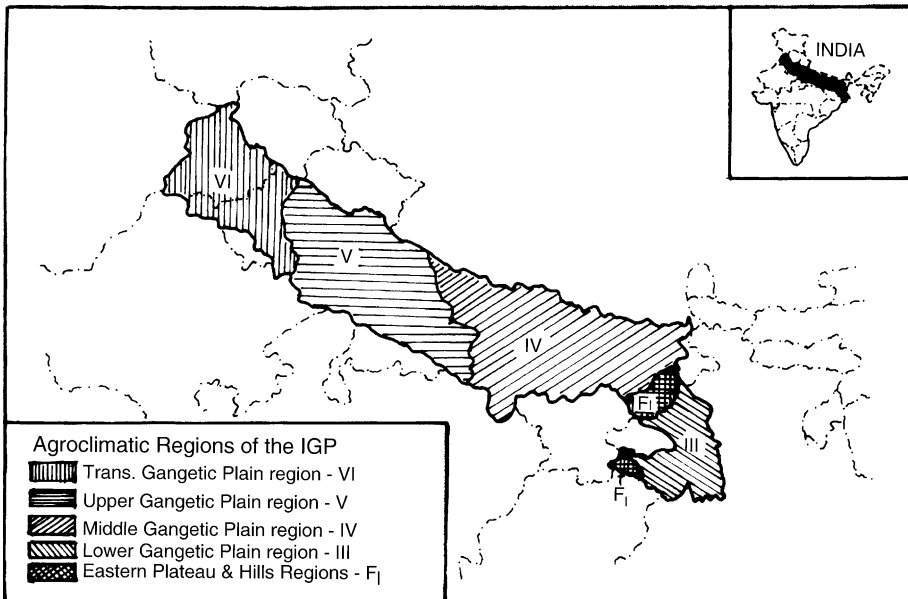 INDIA
VI
V
IV
FI
III
FI
Agroclimatic Regions of the IGP
Trans. Gangetic Plain region - VI
Upper Gangetic Plain region - V
Middle Gangetic Plain region - IV
Lower Gangetic Plain region - III
Eastern Plateau & Hills Regions - FI